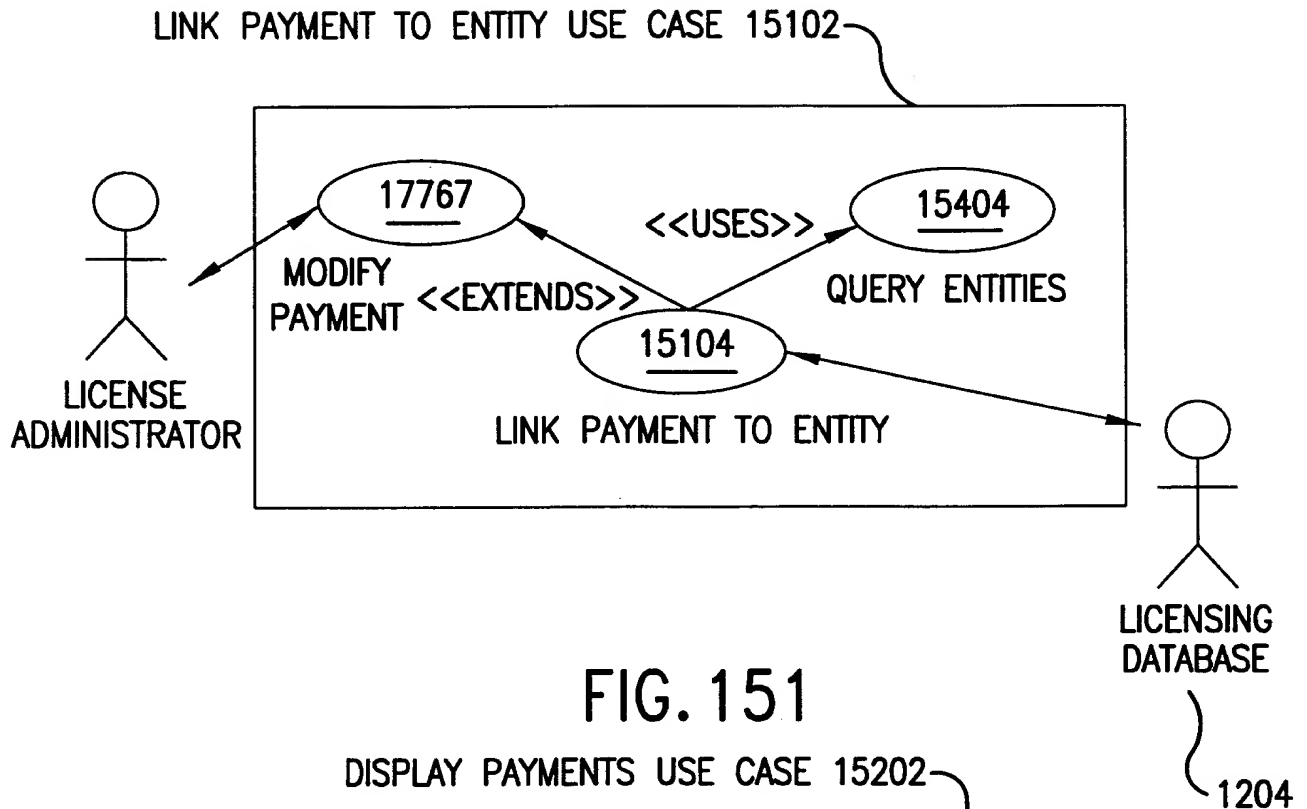 LINK PAYMENT TO ENTITY USE CASE 15102
17767
15404
<<USES>>
MODIFY
PAYMENT
<<EXTENDS>>
QUERY ENTITIES
15104
LICENSE
ADMINISTRATOR
LINK PAYMENT TO ENTITY
LICENSING
DATABASE
FIG. 151
DISPLAY PAYMENTS USE CASE 15202
1204